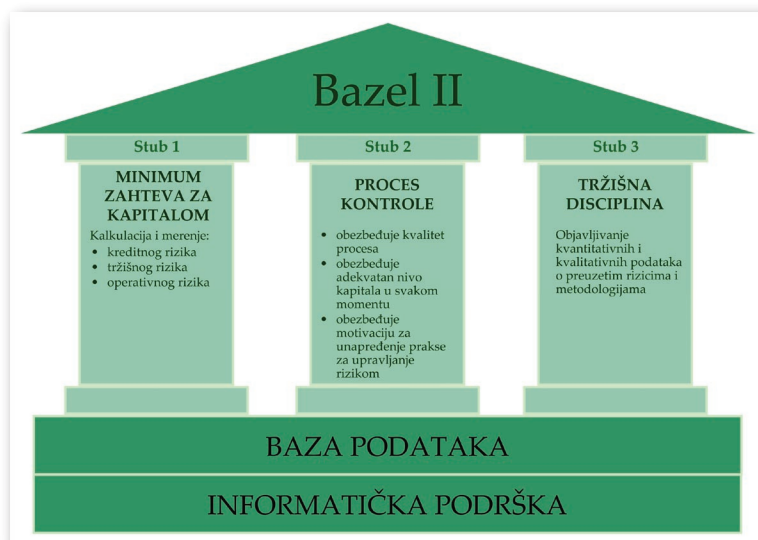 Bazel II
Stub 1
MINIMUM
ZAHTEVA ZA
KAPITALOM
Kalkulacija i merenje:
• kreditnog rizika
• tržišnog rizika
• operativnog rizika
Stub 2
PROCES
KONTROLE
• obezbeđuje kvalitet
procesa
• obezbeđuje
adekvatan nivo
kapitala u svakom
momentu
• obezbeđuje
motivaciju za
unapređenje prakse
za upravljanje
rizikom
Stub 3
TRŽIŠNA
DISCIPLINA
Objavljivanje
kvantitativnih i
kvalitativnih podataka
o preuzetim rizicima i
metodologijama
BAZA PODATAKA
INFORMATIČKA PODRŠKA